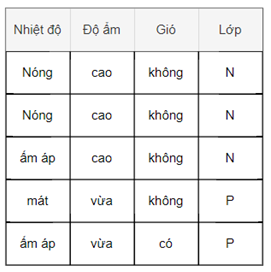 Nhiệt độ Độ ẩm Gió Lớp
Nóng cao không N
Nóng cao không N
ấm áp cao không N
mát vừa không P
ấm áp vừa có P